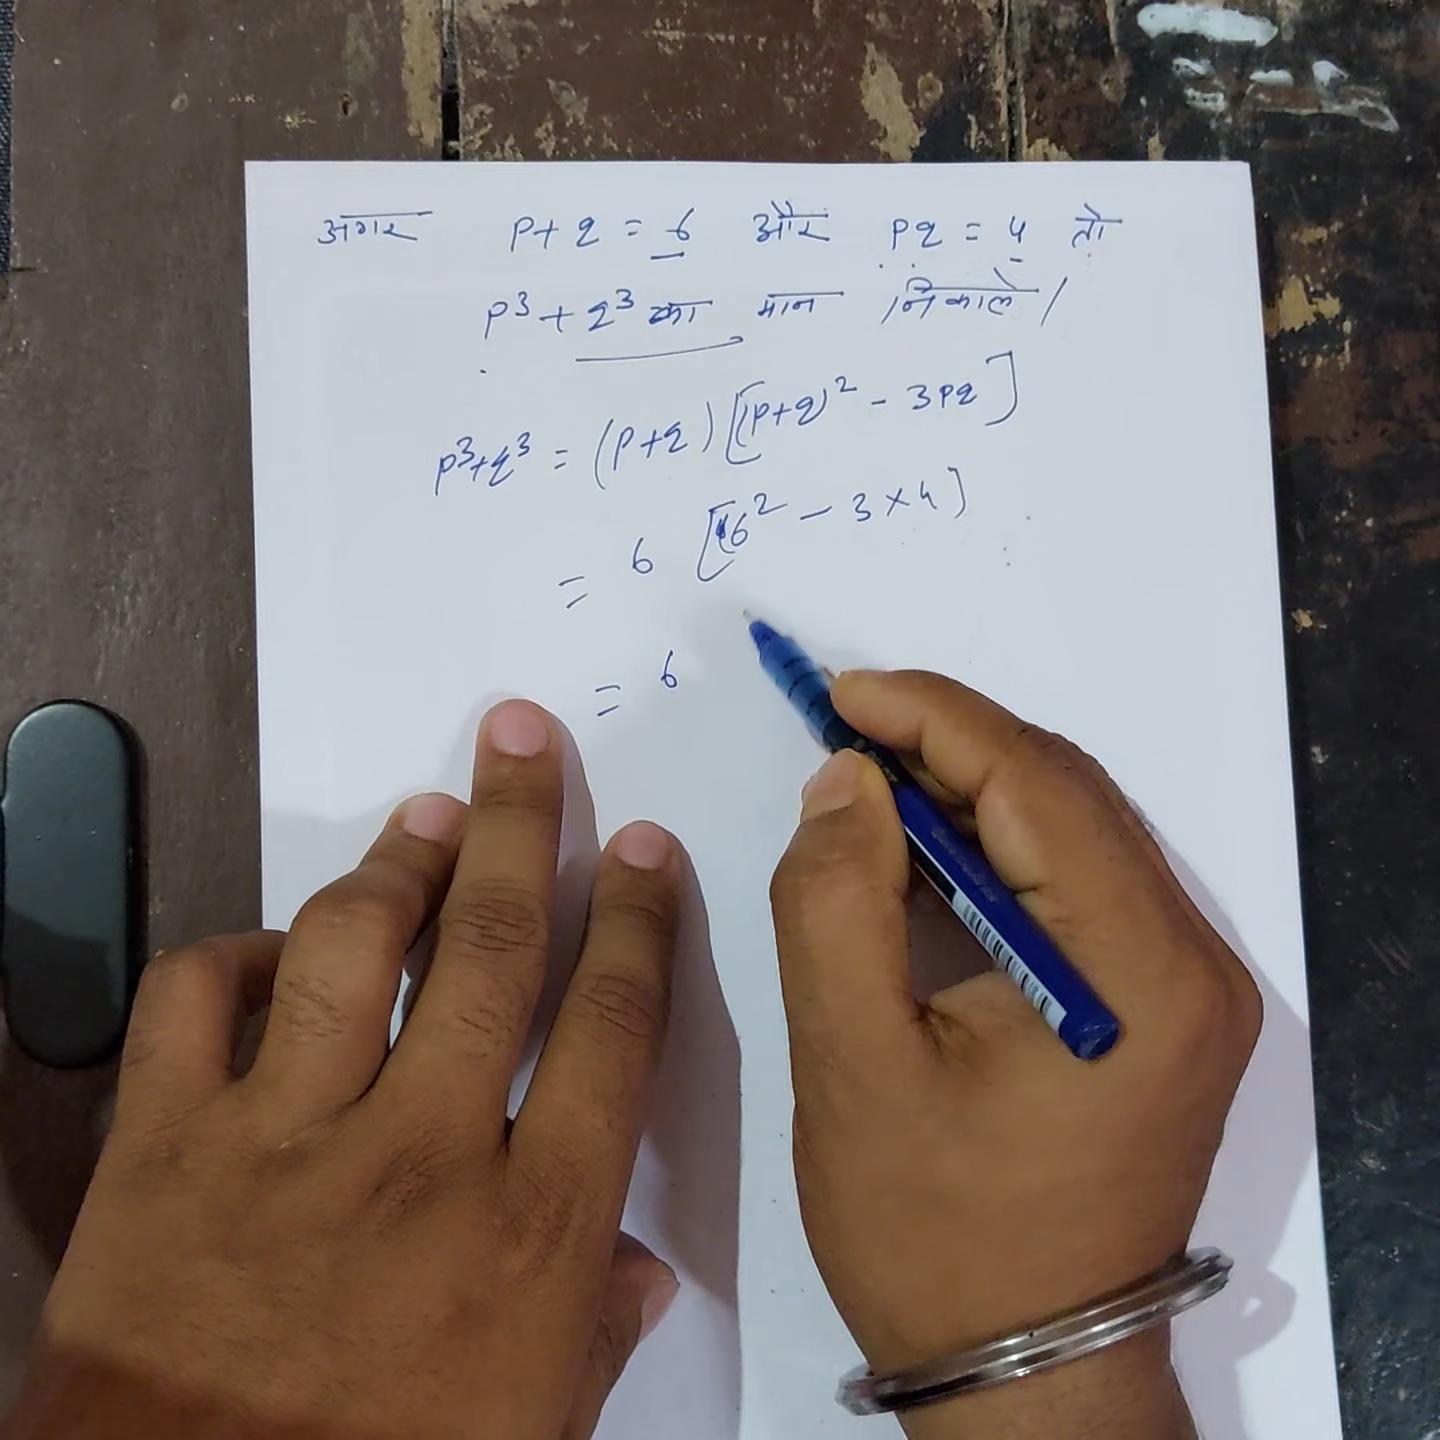 अगर p+q = 6 और pq = 4 तो
p³+q³ का मान निकाले।
p³+q³ = (p+q) [(p+q)² - 3pq]
= 6 [(6² - 3×4]
= 6